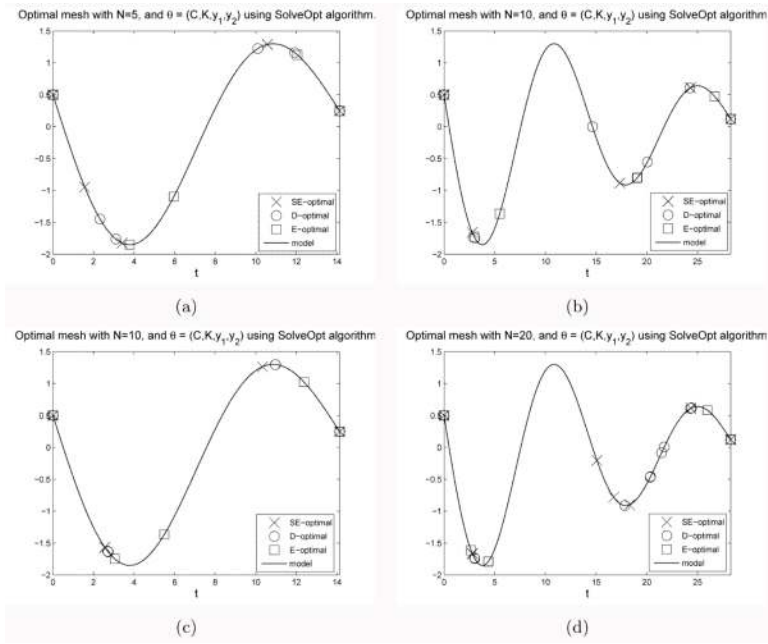 Optimal mesh with N=5, and θ = (C,K,y₁,y₂) using SolveOpt algorithm.
1.5
1
0.5
0
−0.5
−1
−1.5
−2
0 2 4 6 8 10 12 14
t
SE−optimal
D−optimal
E−optimal
model
(a)
Optimal mesh with N=10, and θ = (C,K,y₁,y₂) using SolveOpt algorithm.
1.5
1
0.5
0
−0.5
−1
−1.5
−2
0 5 10 15 20 25
t
SE−optimal
D−optimal
E−optimal
model
(b)
Optimal mesh with N=10, and θ = (C,K,y₁,y₂) using SolveOpt algorithm
1.5
1
0.5
0
−0.5
−1
−1.5
−2
0 2 4 6 8 10 12 14
t
SE−optimal
D−optimal
E−optimal
model
(c)
Optimal mesh with N=20, and θ = (C,K,y₁,y₂) using SolveOpt algorithm
1.5
1
0.5
0
−0.5
−1
−1.5
−2
0 5 10 15 20 25
t
SE−optimal
D−optimal
E−optimal
model
(d)